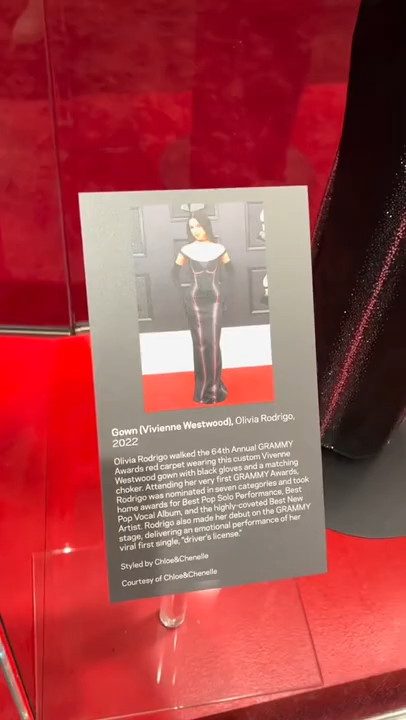 Gown (Vivienne Westwood), Olivia Rodrigo,
2022
Olivia Rodrigo walked the 64th Annual GRAMMY
Awards red carpet wearing this custom Vivenne
Westwood gown with black gloves and a matching
choker. Attending her very first GRAMMY Awards,
Rodrigo was nominated in seven categories and took
home awards for Best Pop Solo Performance, Best
Pop Vocal Album, and the highly-coveted Best New
Artist. Rodrigo also made her debut on the GRAMMY
stage, delivering an emotional performance of her
viral first single, "driver's license."
Styled by Chloe&Chenelle
Courtesy of Chloe&Chenelle